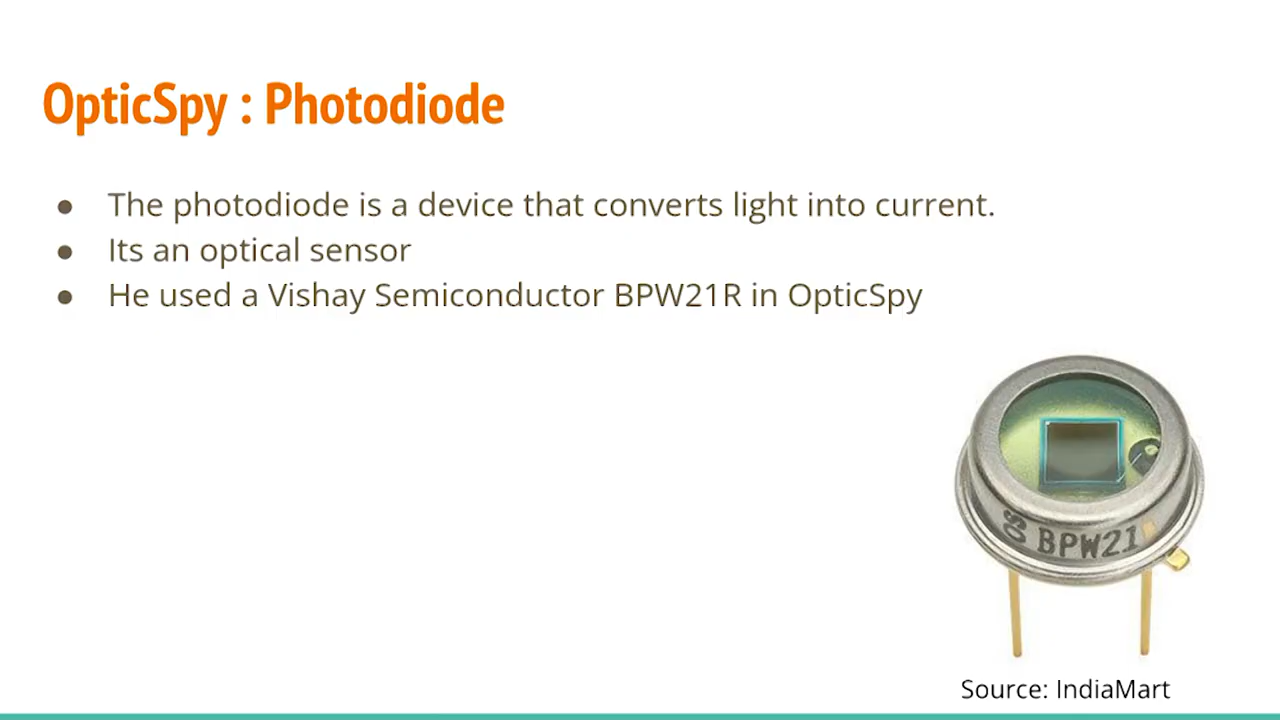 OpticSpy : Photodiode
● The photodiode is a device that converts light into current.
● Its an optical sensor
● He used a Vishay Semiconductor BPW21R in OpticSpy
BPW21
Source: IndiaMart